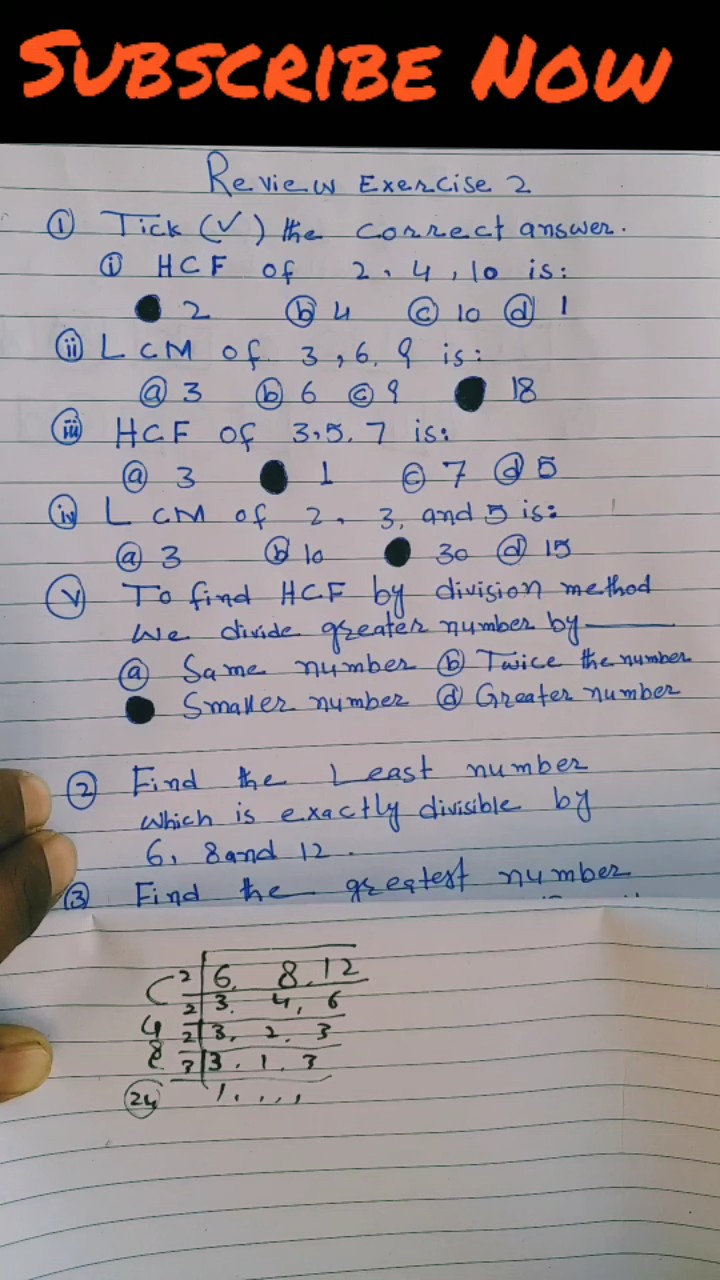 SUBSCRIBE NOW
Review Exercise 2
① Tick (✓) the correct answer.
ⓘ HCF of 2, 4, 10 is:
● 2 ⓑ 4 ⓒ 10 ⓓ 1
ⅱ LCM of 3, 6, 9 is:
ⓐ 3 ⓑ 6 ⓒ 9 ● 18
ⅲ HCF of 3, 5, 7 is:
ⓐ 3 ● 1 ⓒ 7 ⓓ 5
ⅳ LCM of 2, 3, and 5 is:
ⓐ 3 ⓑ 10 ● 30 ⓓ 15
ⓥ To find HCF by division method
we divide greater number by ———
ⓐ Same number ⓑ Twice the number
● Smaller number ⓓ Greater number
② Find the Least number
which is exactly divisible by
6, 8 and 12.
③ Find the greatest number
2 | 6, 8, 12
2 | 3, 4, 6
4 2 | 3, 2, 3
8 3 | 3, 1, 3
24 1, , ,